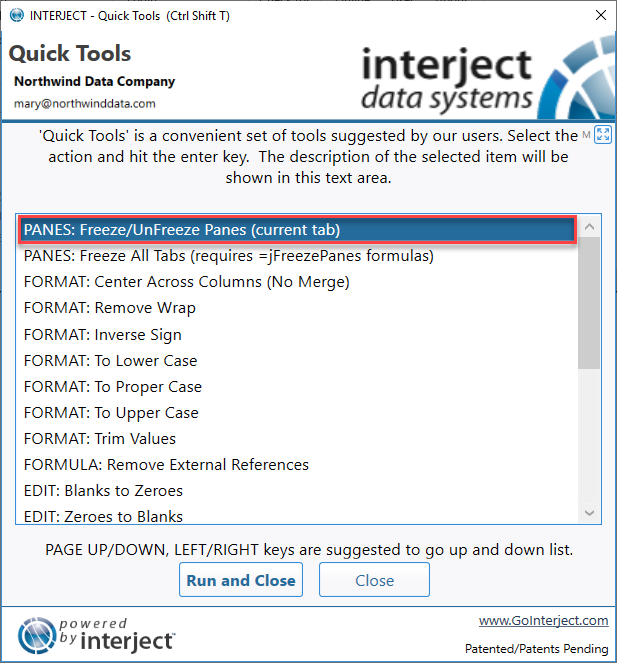 INTERJECT - Quick Tools (Ctrl Shift T)
Quick Tools
Northwind Data Company
mary@northwinddata.com
interject
data systems
'Quick Tools' is a convenient set of tools suggested by our users. Select the M
action and hit the enter key. The description of the selected item will be
shown in this text area.
PANES: Freeze/UnFreeze Panes (current tab)
PANES: Freeze All Tabs (requires =jFreezePanes formulas)
FORMAT: Center Across Columns (No Merge)
FORMAT: Remove Wrap
FORMAT: Inverse Sign
FORMAT: To Lower Case
FORMAT: To Proper Case
FORMAT: To Upper Case
FORMAT: Trim Values
FORMULA: Remove External References
EDIT: Blanks to Zeroes
EDIT: Zeroes to Blanks
PAGE UP/DOWN, LEFT/RIGHT keys are suggested to go up and down list.
Run and Close
Close
powered
by interject™
www.GoInterject.com
Patented/Patents Pending